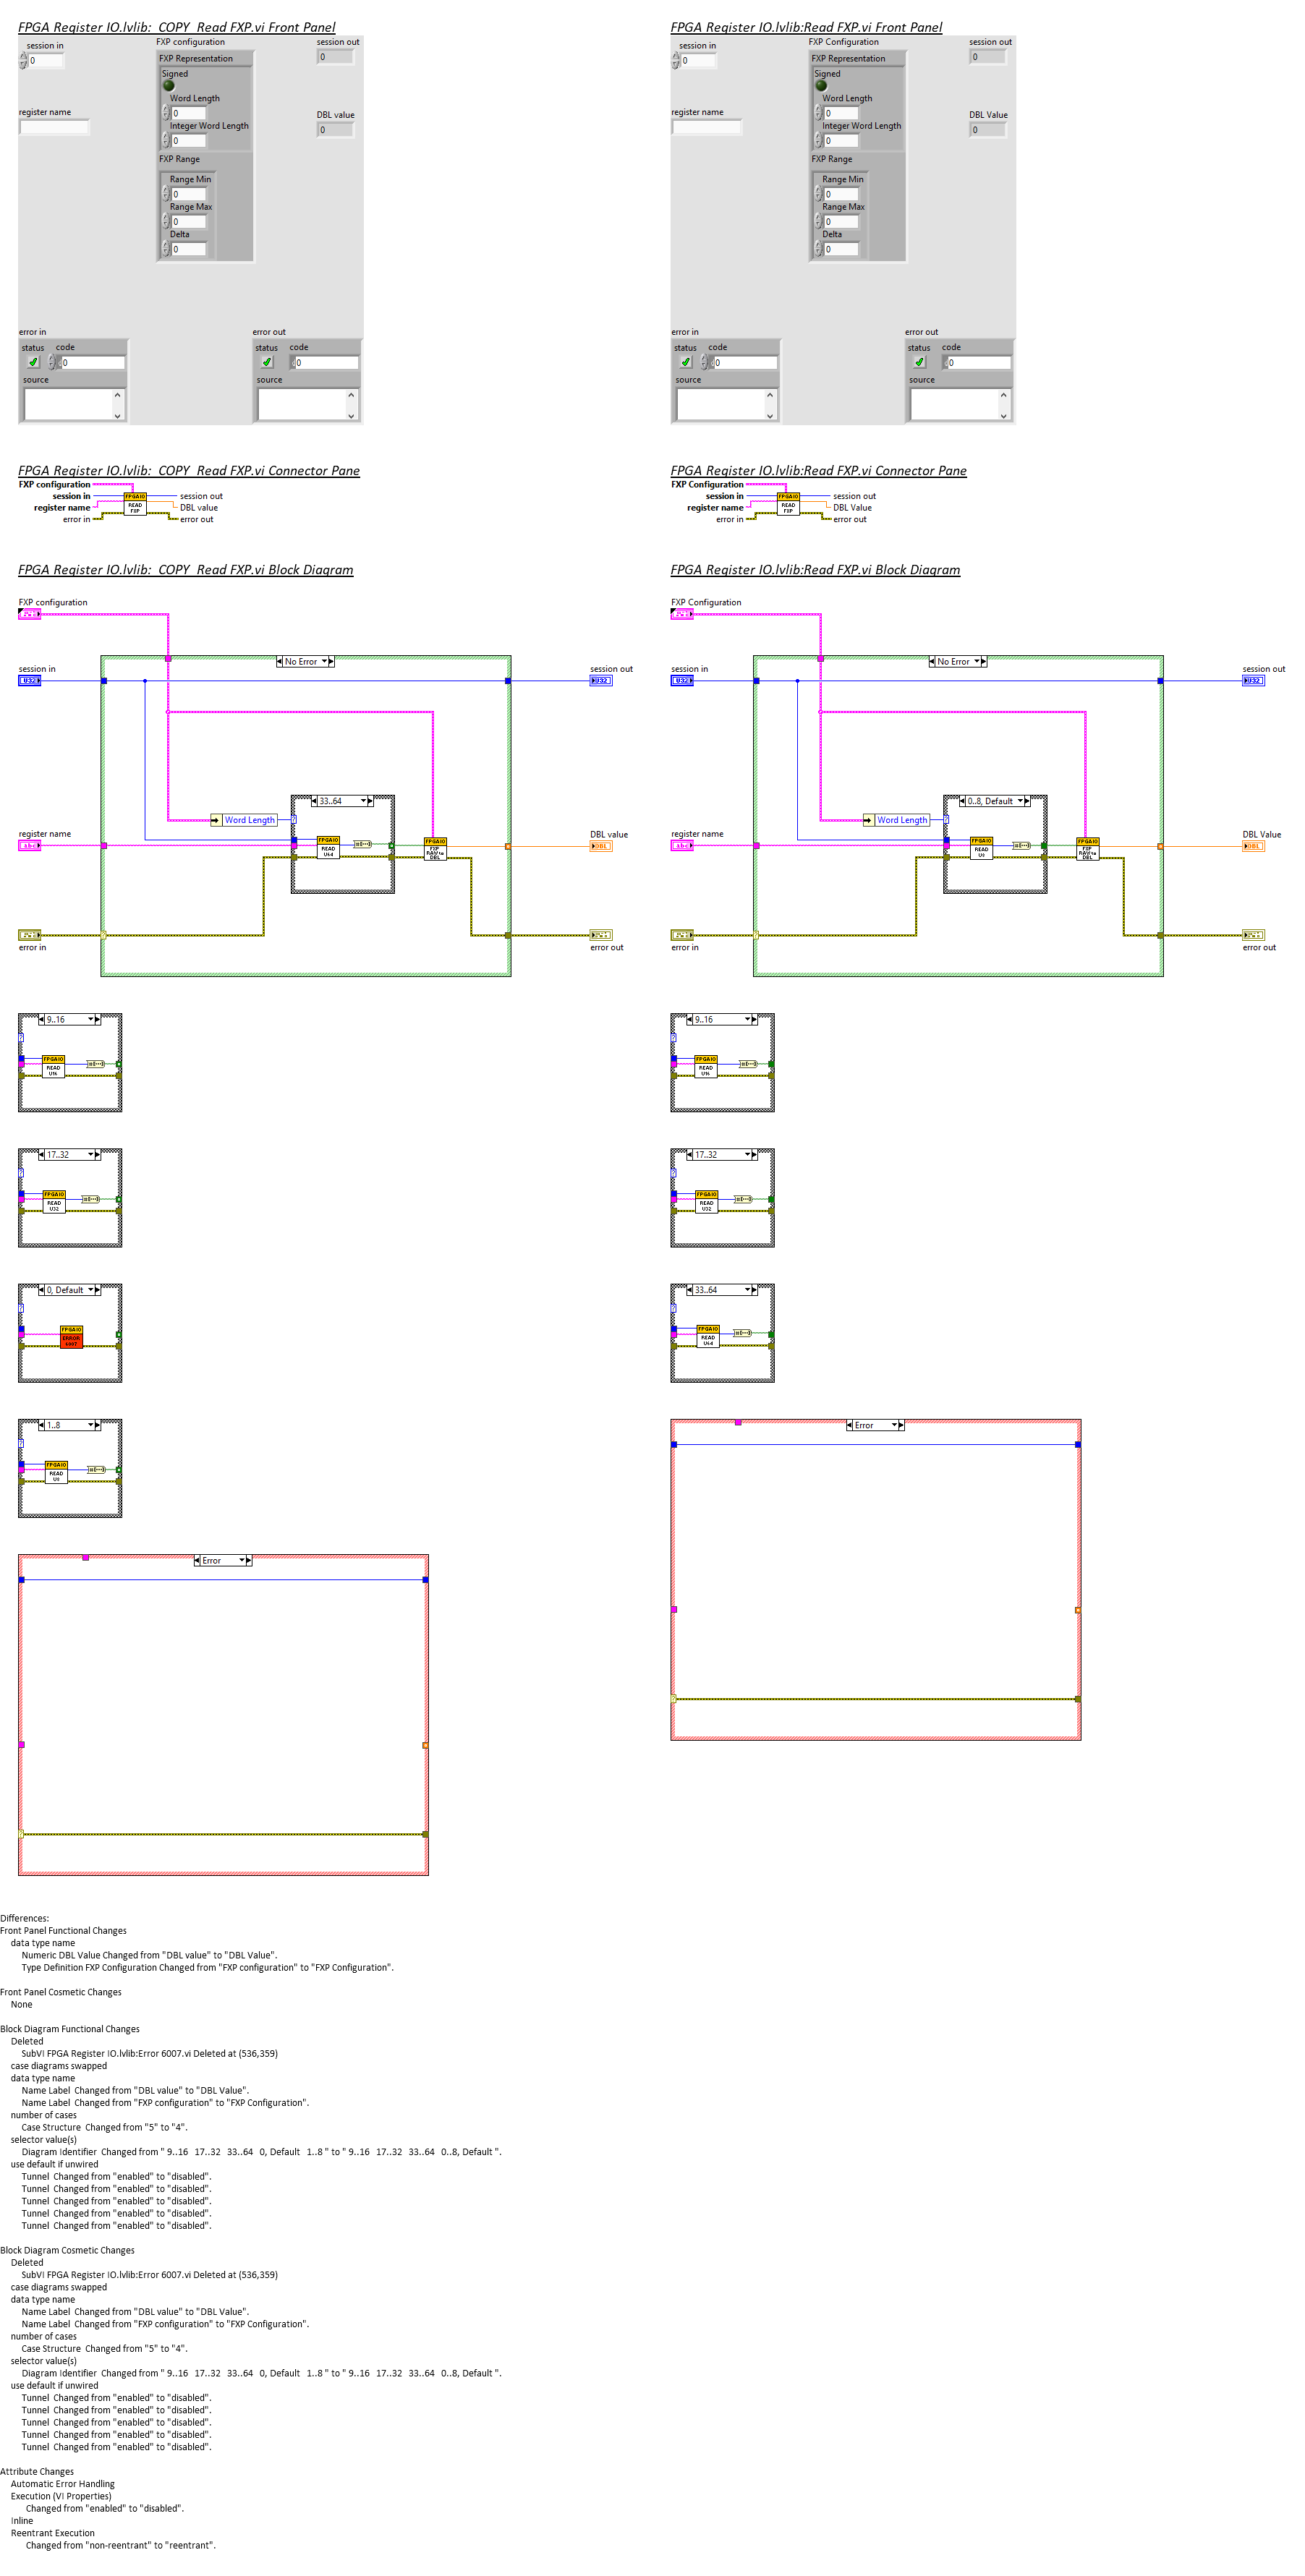 FPGA Register IO.lvlib:_COPY_Read FXP.vi Front Panel
session in
0
FXP configuration
session out
0
FXP Representation
Signed
Word Length
0
Integer Word Length
0
register name
DBL value
0
FXP Range
Range Min
0
Range Max
0
Delta
0
error in
status
code
0
source
error out
status
code
0
source
FPGA Register IO.lvlib:Read FXP.vi Front Panel
session in
0
FXP Configuration
session out
0
FXP Representation
Signed
Word Length
0
Integer Word Length
0
register name
DBL Value
0
FXP Range
Range Min
0
Range Max
0
Delta
0
error in
status
code
0
source
error out
status
code
0
source
FPGA Register IO.lvlib:_COPY_Read FXP.vi Connector Pane
FXP configuration
session in
register name
error in
FPGAIO
READ
FXP
session out
DBL value
error out
FPGA Register IO.lvlib:Read FXP.vi Connector Pane
FXP Configuration
session in
register name
error in
FPGAIO
READ
FXP
session out
DBL Value
error out
FPGA Register IO.lvlib:_COPY_Read FXP.vi Block Diagram
FXP configuration
No Error
session in
U32
session out
U32
33..64
Word Length
register name
abc
FPGAIO
READ
U64
FPGAIO
FXP
RAW to
DBL
DBL value
DBL
error in
error out
9..16
FPGAIO
READ
U16
17..32
FPGAIO
READ
U32
0, Default
FPGAIO
ERROR
6007
1..8
FPGAIO
READ
U8
Error
FPGA Register IO.lvlib:Read FXP.vi Block Diagram
FXP Configuration
No Error
session in
U32
session out
U32
0..8, Default
Word Length
register name
abc
FPGAIO
READ
U8
FPGAIO
FXP
RAW to
DBL
DBL Value
DBL
error in
error out
9..16
FPGAIO
READ
U16
17..32
FPGAIO
READ
U32
33..64
FPGAIO
READ
U64
Error
Differences:
Front Panel Functional Changes
data type name
Numeric DBL Value Changed from "DBL value" to "DBL Value".
Type Definition FXP Configuration Changed from "FXP configuration" to "FXP Configuration".
Front Panel Cosmetic Changes
None
Block Diagram Functional Changes
Deleted
SubVI FPGA Register IO.lvlib:Error 6007.vi Deleted at (536,359)
case diagrams swapped
data type name
Name Label  Changed from "DBL value" to "DBL Value".
Name Label  Changed from "FXP configuration" to "FXP Configuration".
number of cases
Case Structure  Changed from "5" to "4".
selector value(s)
Diagram Identifier  Changed from " 9..16   17..32   33..64   0, Default   1..8 " to " 9..16   17..32   33..64   0..8, Default ".
use default if unwired
Tunnel  Changed from "enabled" to "disabled".
Tunnel  Changed from "enabled" to "disabled".
Tunnel  Changed from "enabled" to "disabled".
Tunnel  Changed from "enabled" to "disabled".
Tunnel  Changed from "enabled" to "disabled".
Block Diagram Cosmetic Changes
Deleted
SubVI FPGA Register IO.lvlib:Error 6007.vi Deleted at (536,359)
case diagrams swapped
data type name
Name Label  Changed from "DBL value" to "DBL Value".
Name Label  Changed from "FXP configuration" to "FXP Configuration".
number of cases
Case Structure  Changed from "5" to "4".
selector value(s)
Diagram Identifier  Changed from " 9..16   17..32   33..64   0, Default   1..8 " to " 9..16   17..32   33..64   0..8, Default ".
use default if unwired
Tunnel  Changed from "enabled" to "disabled".
Tunnel  Changed from "enabled" to "disabled".
Tunnel  Changed from "enabled" to "disabled".
Tunnel  Changed from "enabled" to "disabled".
Tunnel  Changed from "enabled" to "disabled".
Attribute Changes
Automatic Error Handling
Execution (VI Properties)
Changed from "enabled" to "disabled".
Inline
Reentrant Execution
Changed from "non-reentrant" to "reentrant".